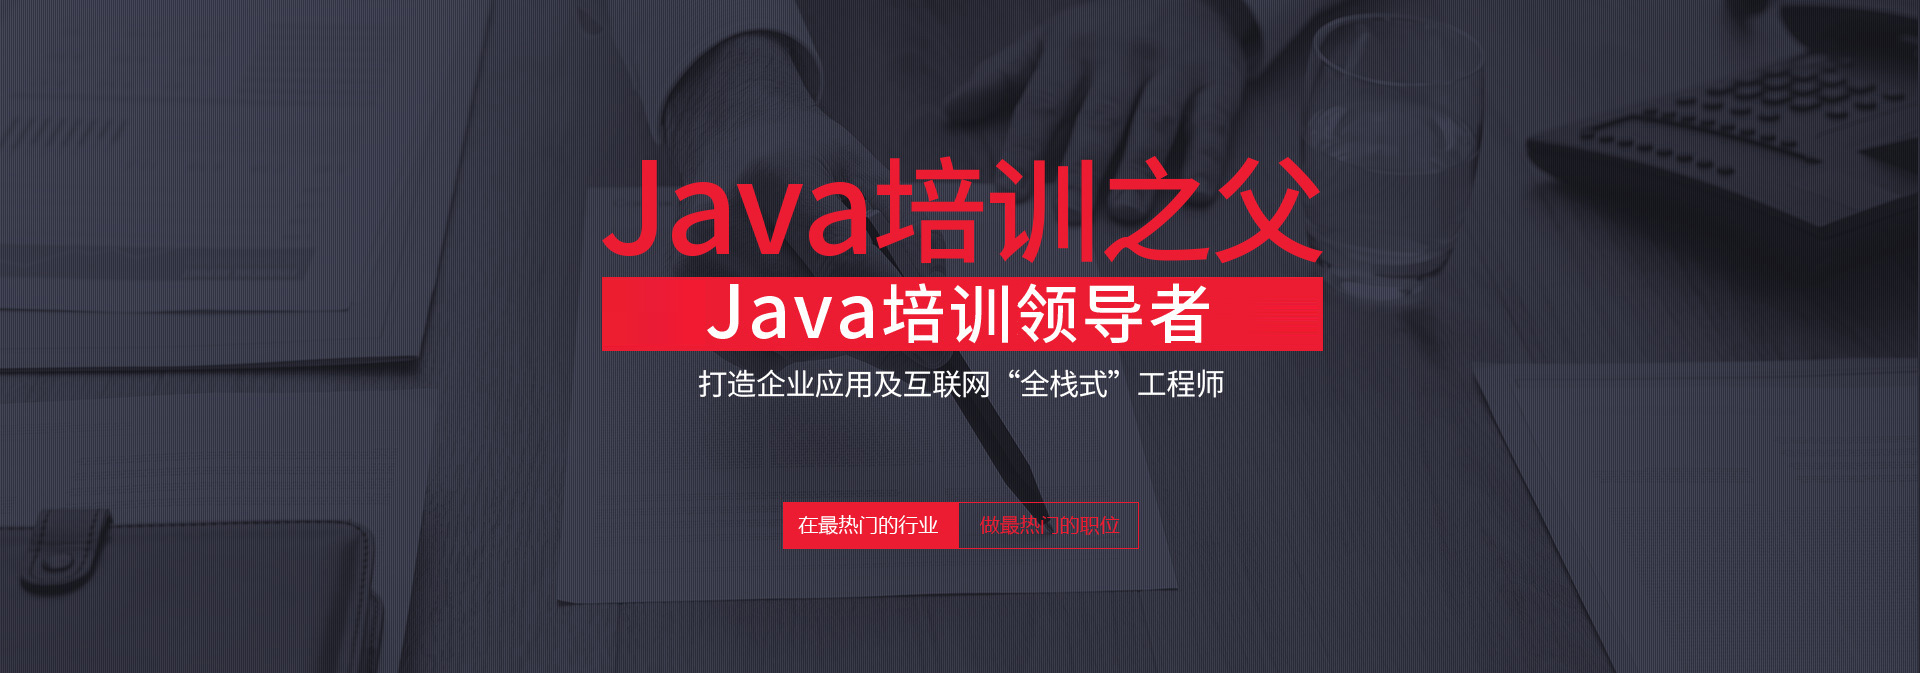 Java培训之父
Java培训领导者
打造企业应用及互联网“全栈式”工程师
在最热门的行业 做最热门的职位